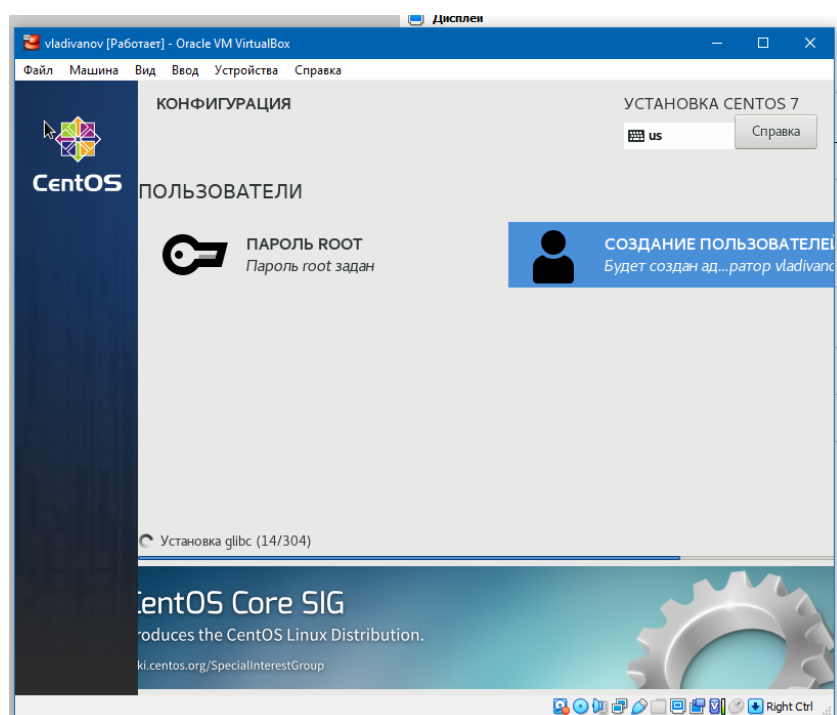 Дисплей
vladivanov [Работает] - Oracle VM VirtualBox
Файл Машина Вид Ввод Устройства Справка
КОНФИГУРАЦИЯ
УСТАНОВКА CENTOS 7
us
Справка
CentOS
ПОЛЬЗОВАТЕЛИ
ПАРОЛЬ ROOT
Пароль root задан
СОЗДАНИЕ ПОЛЬЗОВАТЕЛЕ
Будет создан ад...ратор vladivanc
Установка glibc (14/304)
CentOS Core SIG
roduces the CentOS Linux Distribution.
ki.centos.org/SpecialInterestGroup
Right Ctrl